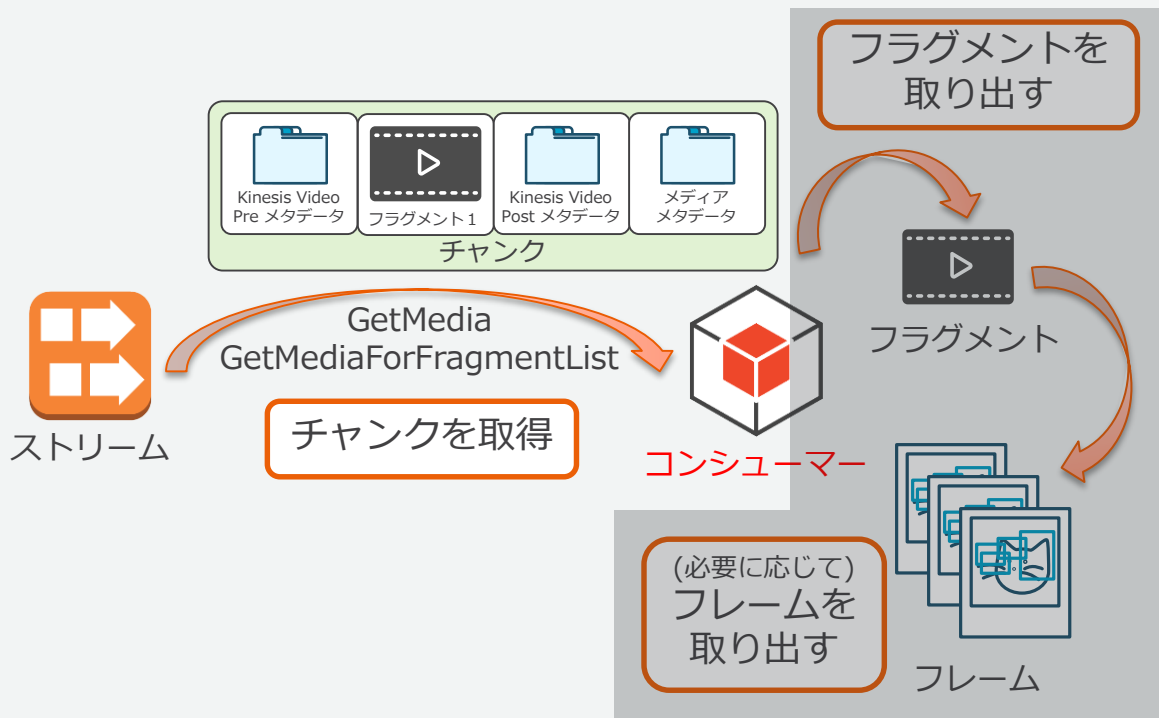 フラグメントを
取り出す
Kinesis Video
Pre メタデータ
フラグメント１
Kinesis Video
Post メタデータ
メディア
メタデータ
チャンク
GetMedia
GetMediaForFragmentList
チャンクを取得
ストリーム
コンシューマー
フラグメント
(必要に応じて)
フレームを
取り出す
フレーム